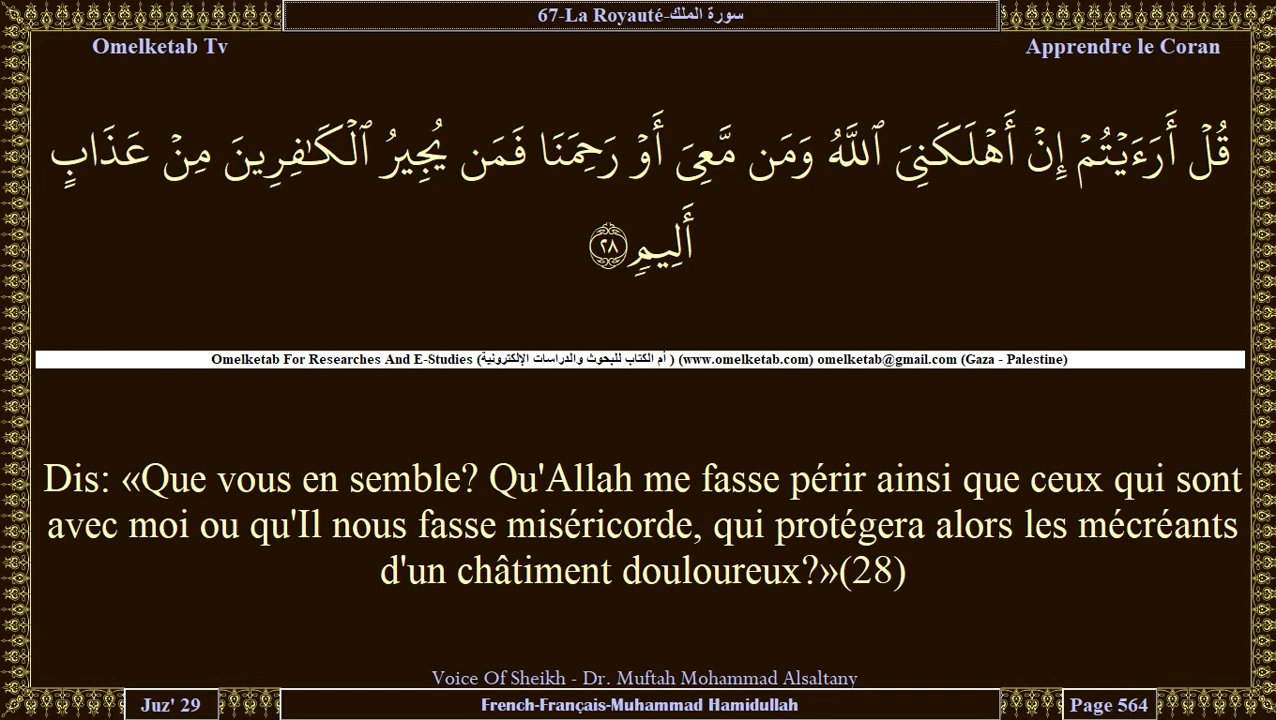 67-La Royauté-سورة الملك
Omelketab Tv
Apprendre le Coran
قُلۡ أَرَءَيۡتُمۡ إِنۡ أَهۡلَكَنِيَ ٱللَّهُ وَمَن مَّعِيَ أَوۡ رَحِمَنَا فَمَن يُجِيرُ ٱلۡكَٰفِرِينَ مِنۡ عَذَابٍ
أَلِيمٖ ٢٨
Omelketab For Researches And E-Studies (أم الكتاب للبحوث والدراسات الإلكترونية ) (www.omelketab.com) omelketab@gmail.com (Gaza - Palestine)
Dis: «Que vous en semble? Qu'Allah me fasse périr ainsi que ceux qui sont
avec moi ou qu'Il nous fasse miséricorde, qui protégera alors les mécréants
d'un châtiment douloureux?»(28)
Voice Of Sheikh - Dr. Muftah Mohammad Alsaltany
Juz' 29
French-Français-Muhammad Hamidullah
Page 564